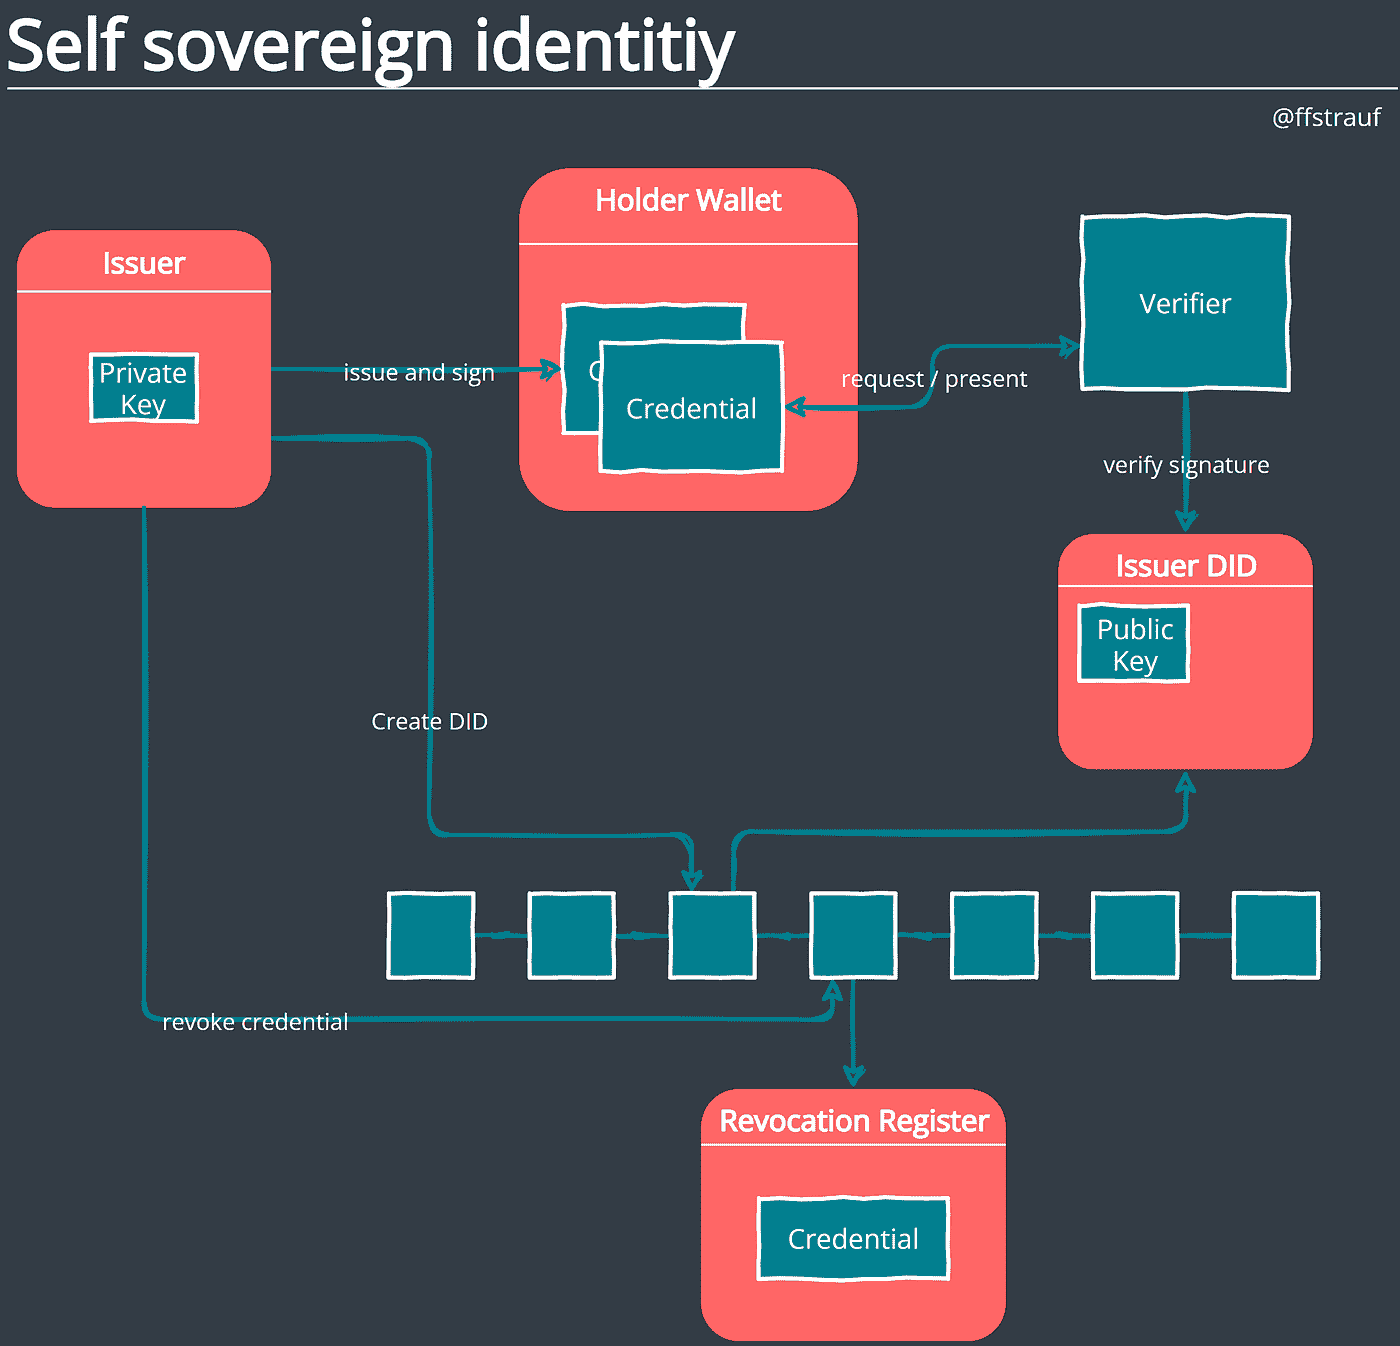 Self sovereign identitiy
@ffstrauf
Holder Wallet
Issuer
Verifier
Private
Key
issue and sign
C
Credential
request / present
verify signature
Issuer DID
Public
Key
Create DID
revoke credential
Revocation Register
Credential